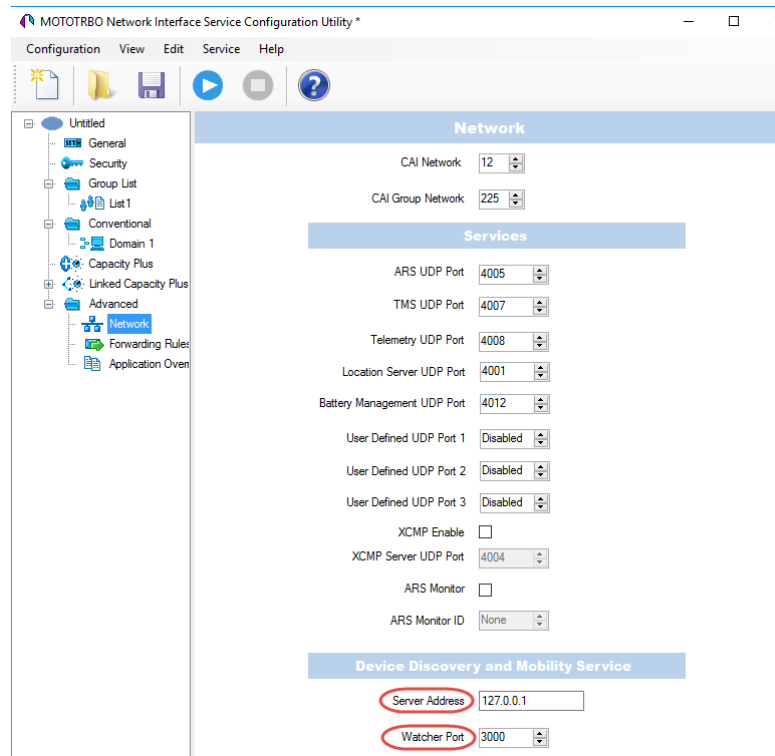 MOTOTRBO Network Interface Service Configuration Utility *
Configuration View Edit Service Help
Untitled
General
Security
Group List
List1
Conventional
Domain 1
Capacity Plus
Linked Capacity Plus
Advanced
Network
Forwarding Rules
Application Over
Network
CAI Network 12
CAI Group Network 225
Services
ARS UDP Port 4005
TMS UDP Port 4007
Telemetry UDP Port 4008
Location Server UDP Port 4001
Battery Management UDP Port 4012
User Defined UDP Port 1 Disabled
User Defined UDP Port 2 Disabled
User Defined UDP Port 3 Disabled
XCMP Enable
XCMP Server UDP Port 4004
ARS Monitor
ARS Monitor ID None
Device Discovery and Mobility Service
Server Address 127.0.0.1
Watcher Port 3000